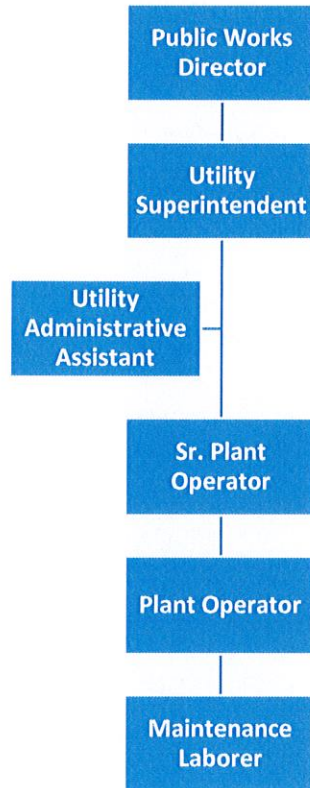 Public Works
Director
Utility
Superintendent
Utility
Administrative
Assistant
Sr. Plant
Operator
Plant Operator
Maintenance
Laborer